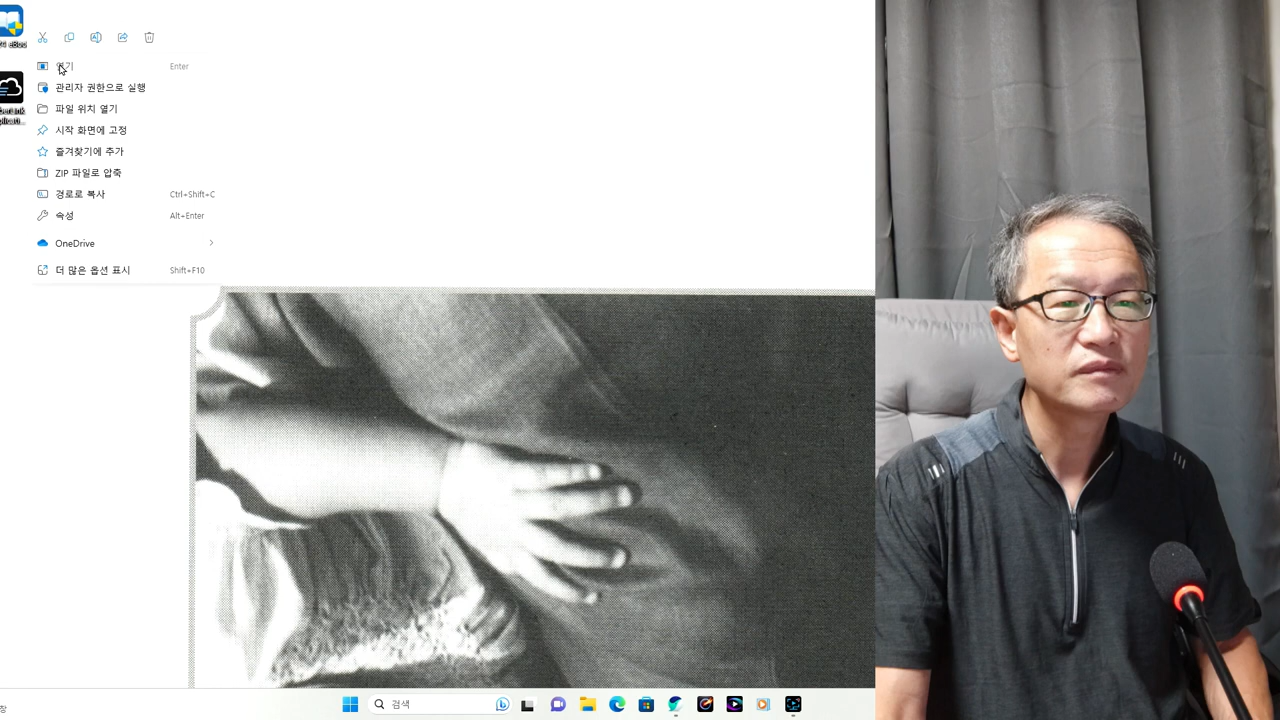 열기 Enter
관리자 권한으로 실행
파일 위치 열기
시작 화면에 고정
즐겨찾기에 추가
ZIP 파일로 압축
경로로 복사 Ctrl+Shift+C
속성 Alt+Enter
OneDrive
더 많은 옵션 표시 Shift+F10
검색